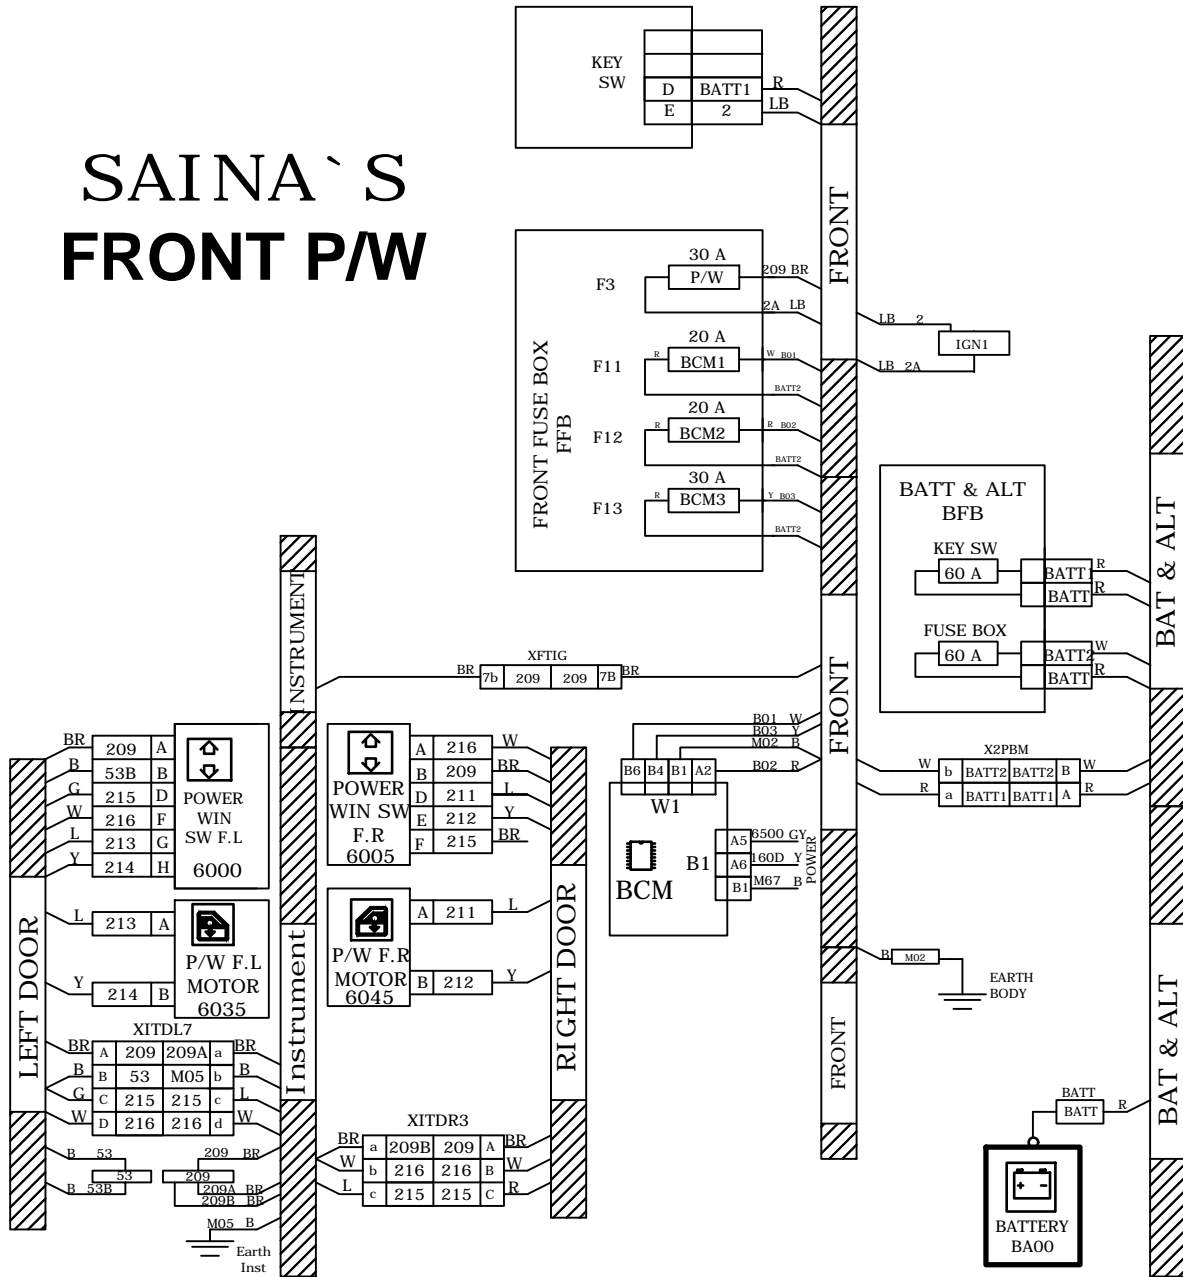 SAINA`S
FRONT P/W
KEY
SW
D BATT1 R
E 2 LB
FRONT
FRONT FUSE BOX
FFB
30 A
F3 P/W 209 BR
2A LB
20 A
F11 R BCM1 W B01
BATT2
20 A
F12 R BCM2 R B02
BATT2
30 A
F13 R BCM3 Y B03
BATT2
LB 2
IGN1
LB 2A
BATT & ALT
BFB
KEY SW
60 A BATT1 R
BATT R
FUSE BOX
60 A BATT2 W
BATT R
BAT & ALT
INSTRUMENT
XFTIG
BR 7b 209 209 7B BR
FRONT
B01 W
B03 Y
M02 B
B02 R
B6 B4 B1 A2
W1
BCM
B1
A5 6500 GY
A6 160D Y
B1 M67 B
POWER
X2PBM
W b BATT2 BATT2 B W
R a BATT1 BATT1 A R
BR 209 A
B 53B B
G 215 D
W 216 F
L 213 G
Y 214 H
POWER
WIN
SW F.L
6000
A 216 W
B 209 BR
D 211 L
E 212 Y
F 215 BR
POWER
WIN SW
F.R
6005
L 213 A
Y 214 B
P/W F.L
MOTOR
6035
A 211 L
B 212 Y
P/W F.R
MOTOR
6045
LEFT DOOR
Instrument
RIGHT DOOR
FRONT
B M02
EARTH
BODY
BAT & ALT
XITDL7
BR A 209 209A a BR
B B 53 M05 b B
G C 215 215 c L
W D 216 216 d W
B 53
53
B 53B
209 BR
209
209A BR
209B BR
M05 B
Earth
Inst
XITDR3
BR a 209B 209 A BR
W b 216 216 B W
L c 215 215 C R
BATT
BATT R
BATTERY
BA00